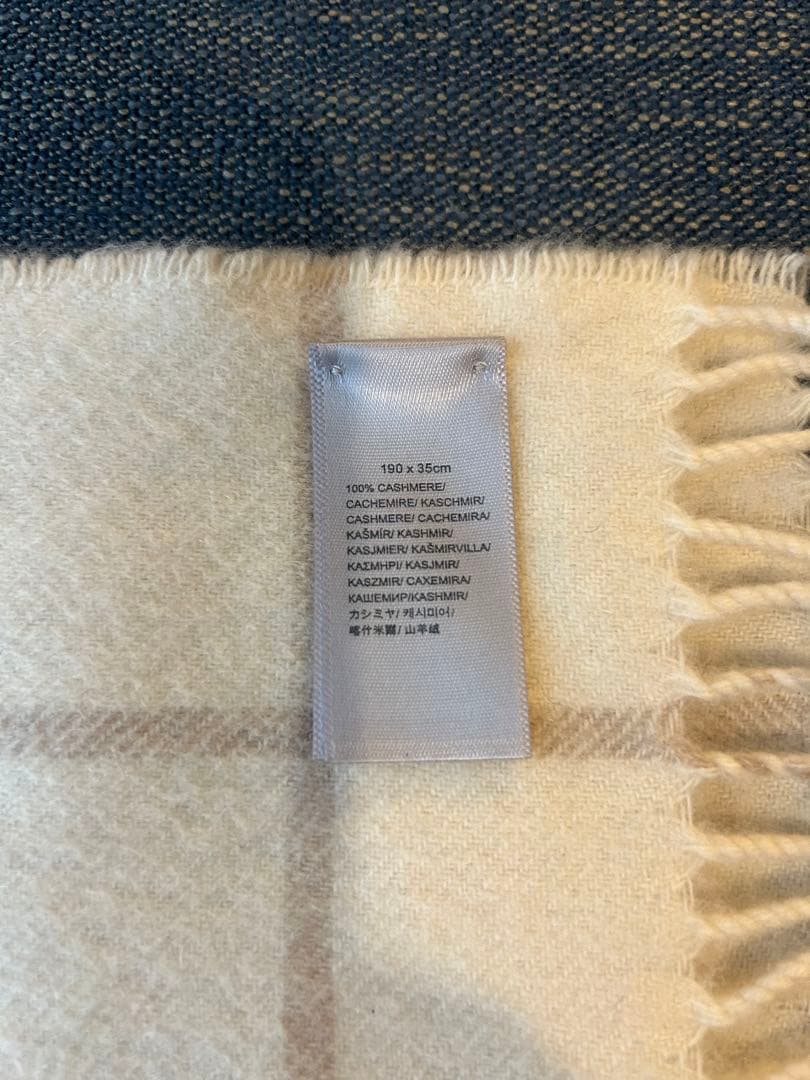 190 x 35cm
100% CASHMERE/
CACHEMIRE/ KASCHMIR/
CASHMERE/ CACHEMIRA/
KAŠMÍR/ KASHMIR/
KASJMIER/ KAŠMIRVILLA/
ΚΑΣΜΗΡΙ/ KASJMIR/
KASZMIR/ CAXEMIRA/
КАШЕМИР/KASHMIR/
カシミヤ/ 캐시미어/
喀什米爾/ 山羊绒